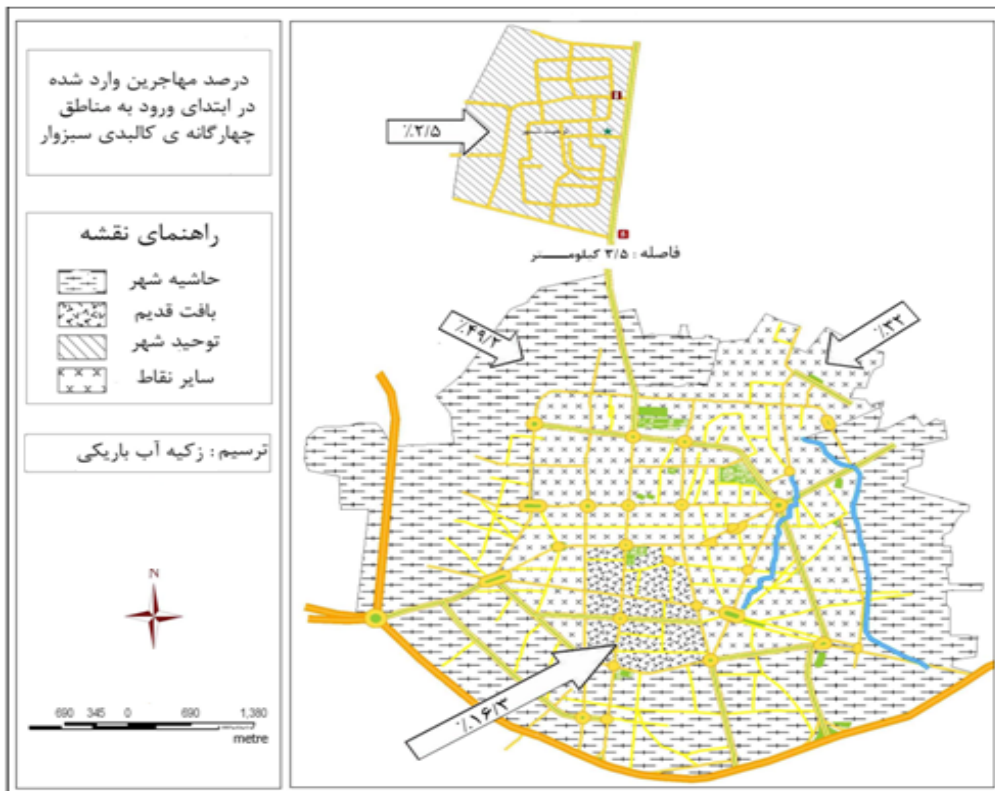 درصد مهاجرین وارد شده
در ابتدای ورود به مناطق
چهارگانه ی کالبدی سبزوار
راهنمای نقشه
حاشیه شهر
بافت قدیم
توحید شهر
سایر نقاط
ترسیم : زکیه آب باریکی
N
690 345 0 690 1,380
metre
٪۲/۵
توحید شهر
فاصله : ۳/۵ کیلومتر
٪۴۹/۲
٪۳۲
٪۱۶/۳